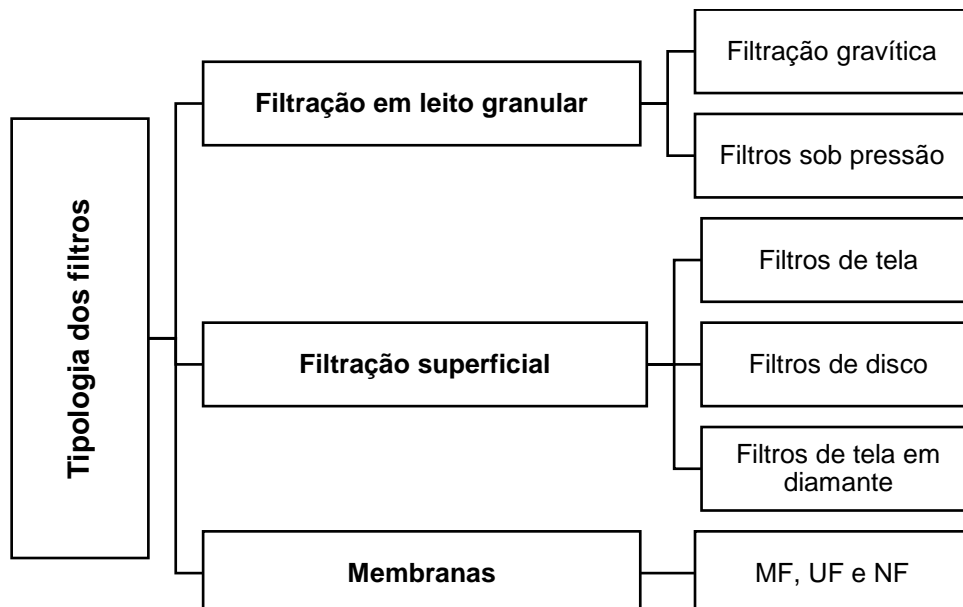 Tipologia dos filtros
Filtração em leito granular
Filtração gravítica
Filtros sob pressão
Filtração superficial
Filtros de tela
Filtros de disco
Filtros de tela em
diamante
Membranas
MF, UF e NF